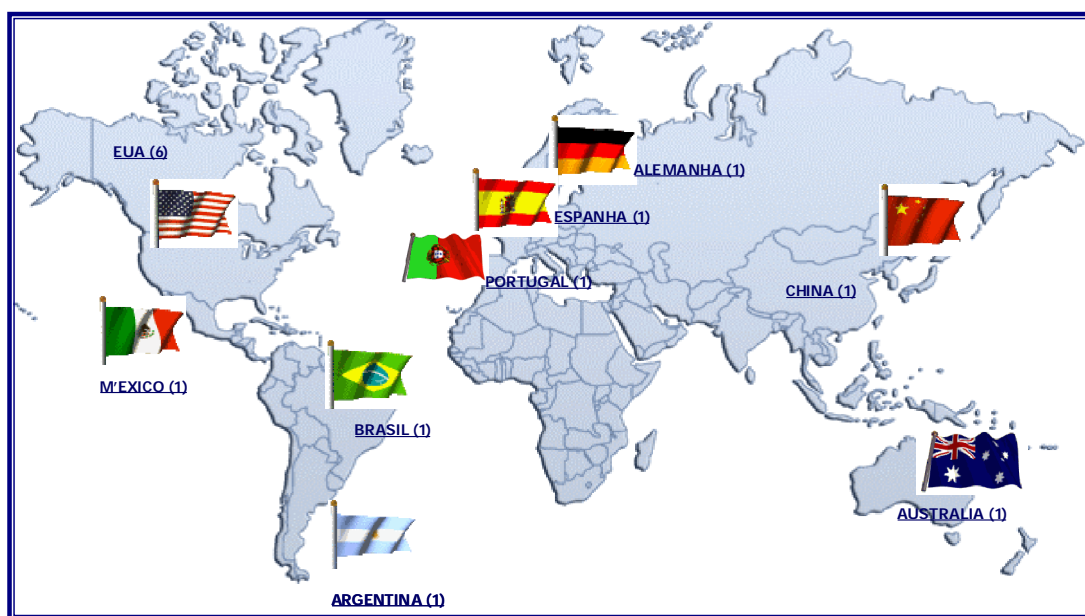 EUA (6)
ALEMANHA (1)
ESPANHA (1)
PORTUGAL (1)
CHINA (1)
M'EXICO (1)
BRASIL (1)
AUSTRALIA (1)
ARGENTINA (1)